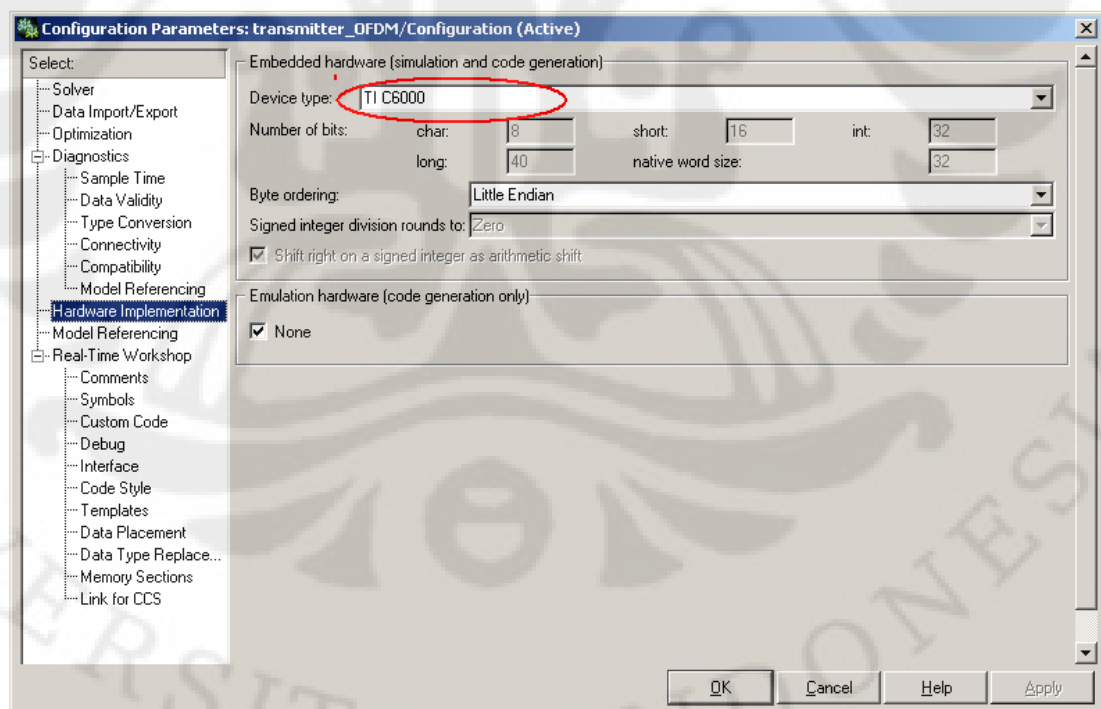 Configuration Parameters: transmitter_OFDM/Configuration (Active)
Select:
Solver
Data Import/Export
Optimization
Diagnostics
Sample Time
Data Validity
Type Conversion
Connectivity
Compatibility
Model Referencing
Hardware Implementation
Model Referencing
Real-Time Workshop
Comments
Symbols
Custom Code
Debug
Interface
Code Style
Templates
Data Placement
Data Type Replace...
Memory Sections
Link for CCS
Embedded hardware (simulation and code generation)
Device type: TI C6000
Number of bits: char: 8 short: 16 int: 32
long: 40 native word size: 32
Byte ordering: Little Endian
Signed integer division rounds to: Zero
Shift right on a signed integer as arithmetic shift
Emulation hardware (code generation only)
None
OK Cancel Help Apply